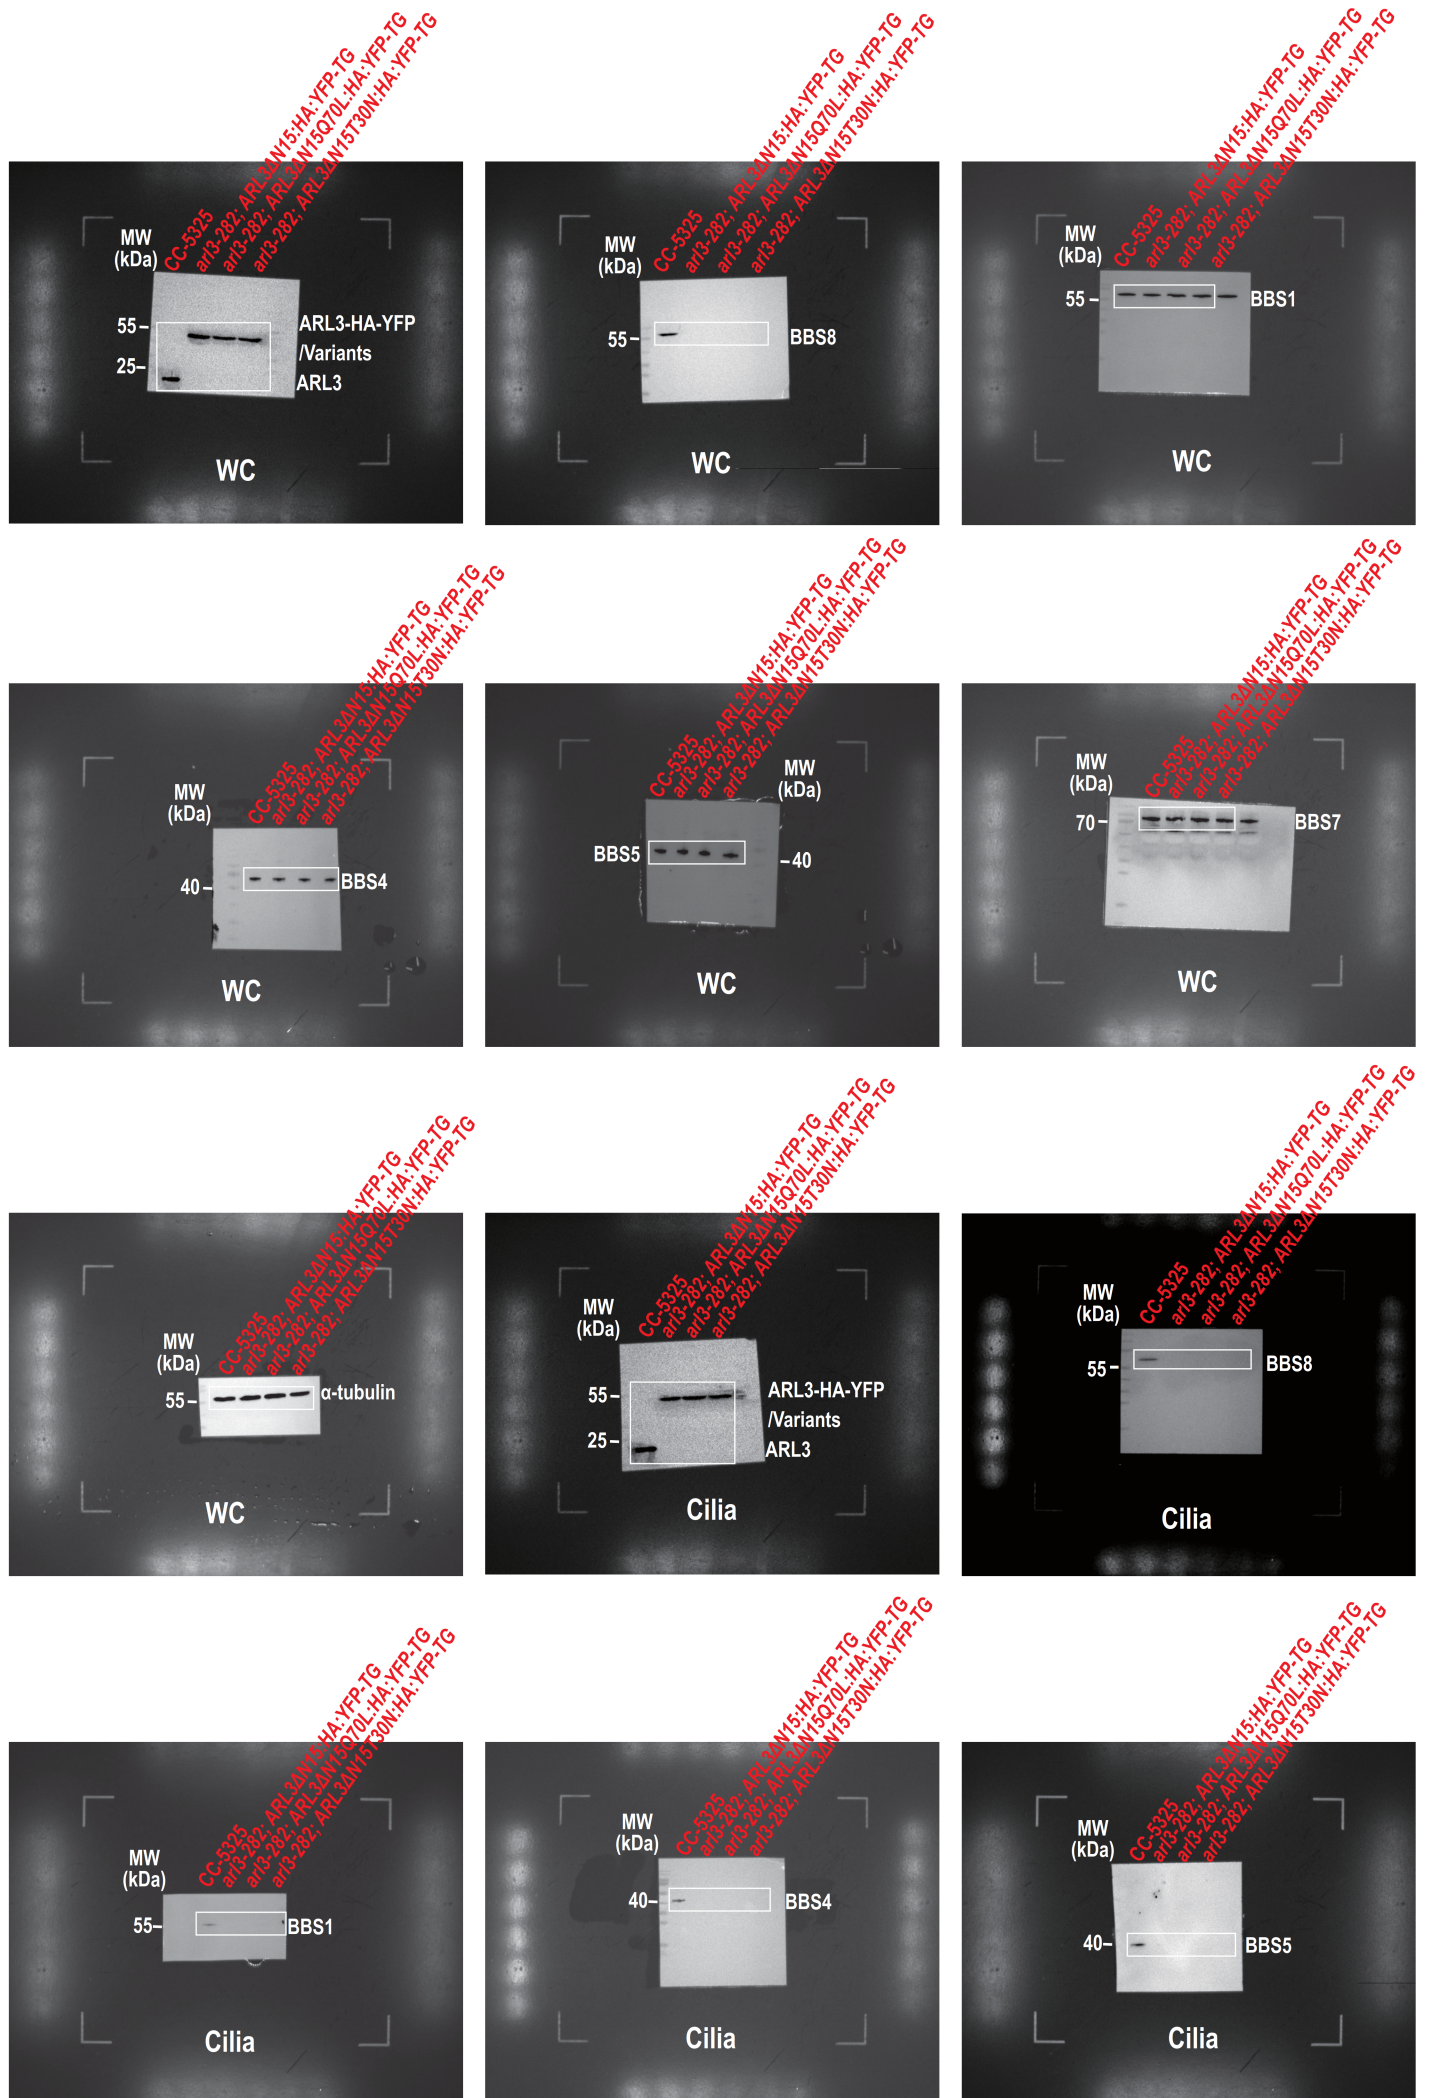 CC-5325
arl3-282; ARL3ΔN15:HA:YFP-TG
arl3-282; ARL3ΔN15Q70L:HA:YFP-TG
arl3-282; ARL3ΔN15T30N:HA:YFP-TG
MW
(kDa)
55
25
ARL3-HA-YFP
/Variants
ARL3
WC
CC-5325
arl3-282; ARL3ΔN15:HA:YFP-TG
arl3-282; ARL3ΔN15Q70L:HA:YFP-TG
arl3-282; ARL3ΔN15T30N:HA:YFP-TG
MW
(kDa)
55
BBS8
WC
CC-5325
arl3-282; ARL3ΔN15:HA:YFP-TG
arl3-282; ARL3ΔN15Q70L:HA:YFP-TG
arl3-282; ARL3ΔN15T30N:HA:YFP-TG
MW
(kDa)
55
BBS1
WC
CC-5325
arl3-282; ARL3ΔN15:HA:YFP-TG
arl3-282; ARL3ΔN15Q70L:HA:YFP-TG
arl3-282; ARL3ΔN15T30N:HA:YFP-TG
MW
(kDa)
40
BBS4
WC
CC-5325
arl3-282; ARL3ΔN15:HA:YFP-TG
arl3-282; ARL3ΔN15Q70L:HA:YFP-TG
arl3-282; ARL3ΔN15T30N:HA:YFP-TG
MW
(kDa)
BBS5
40
WC
CC-5325
arl3-282; ARL3ΔN15:HA:YFP-TG
arl3-282; ARL3ΔN15Q70L:HA:YFP-TG
arl3-282; ARL3ΔN15T30N:HA:YFP-TG
MW
(kDa)
70
BBS7
WC
CC-5325
arl3-282; ARL3ΔN15:HA:YFP-TG
arl3-282; ARL3ΔN15Q70L:HA:YFP-TG
arl3-282; ARL3ΔN15T30N:HA:YFP-TG
MW
(kDa)
55
α-tubulin
WC
CC-5325
arl3-282; ARL3ΔN15:HA:YFP-TG
arl3-282; ARL3ΔN15Q70L:HA:YFP-TG
arl3-282; ARL3ΔN15T30N:HA:YFP-TG
MW
(kDa)
55
25
ARL3-HA-YFP
/Variants
ARL3
Cilia
CC-5325
arl3-282; ARL3ΔN15:HA:YFP-TG
arl3-282; ARL3ΔN15Q70L:HA:YFP-TG
arl3-282; ARL3ΔN15T30N:HA:YFP-TG
MW
(kDa)
55
BBS8
Cilia
CC-5325
arl3-282; ARL3ΔN15:HA:YFP-TG
arl3-282; ARL3ΔN15Q70L:HA:YFP-TG
arl3-282; ARL3ΔN15T30N:HA:YFP-TG
MW
(kDa)
55
BBS1
Cilia
CC-5325
arl3-282; ARL3ΔN15:HA:YFP-TG
arl3-282; ARL3ΔN15Q70L:HA:YFP-TG
arl3-282; ARL3ΔN15T30N:HA:YFP-TG
MW
(kDa)
40
BBS4
Cilia
CC-5325
arl3-282; ARL3ΔN15:HA:YFP-TG
arl3-282; ARL3ΔN15Q70L:HA:YFP-TG
arl3-282; ARL3ΔN15T30N:HA:YFP-TG
MW
(kDa)
40
BBS5
Cilia